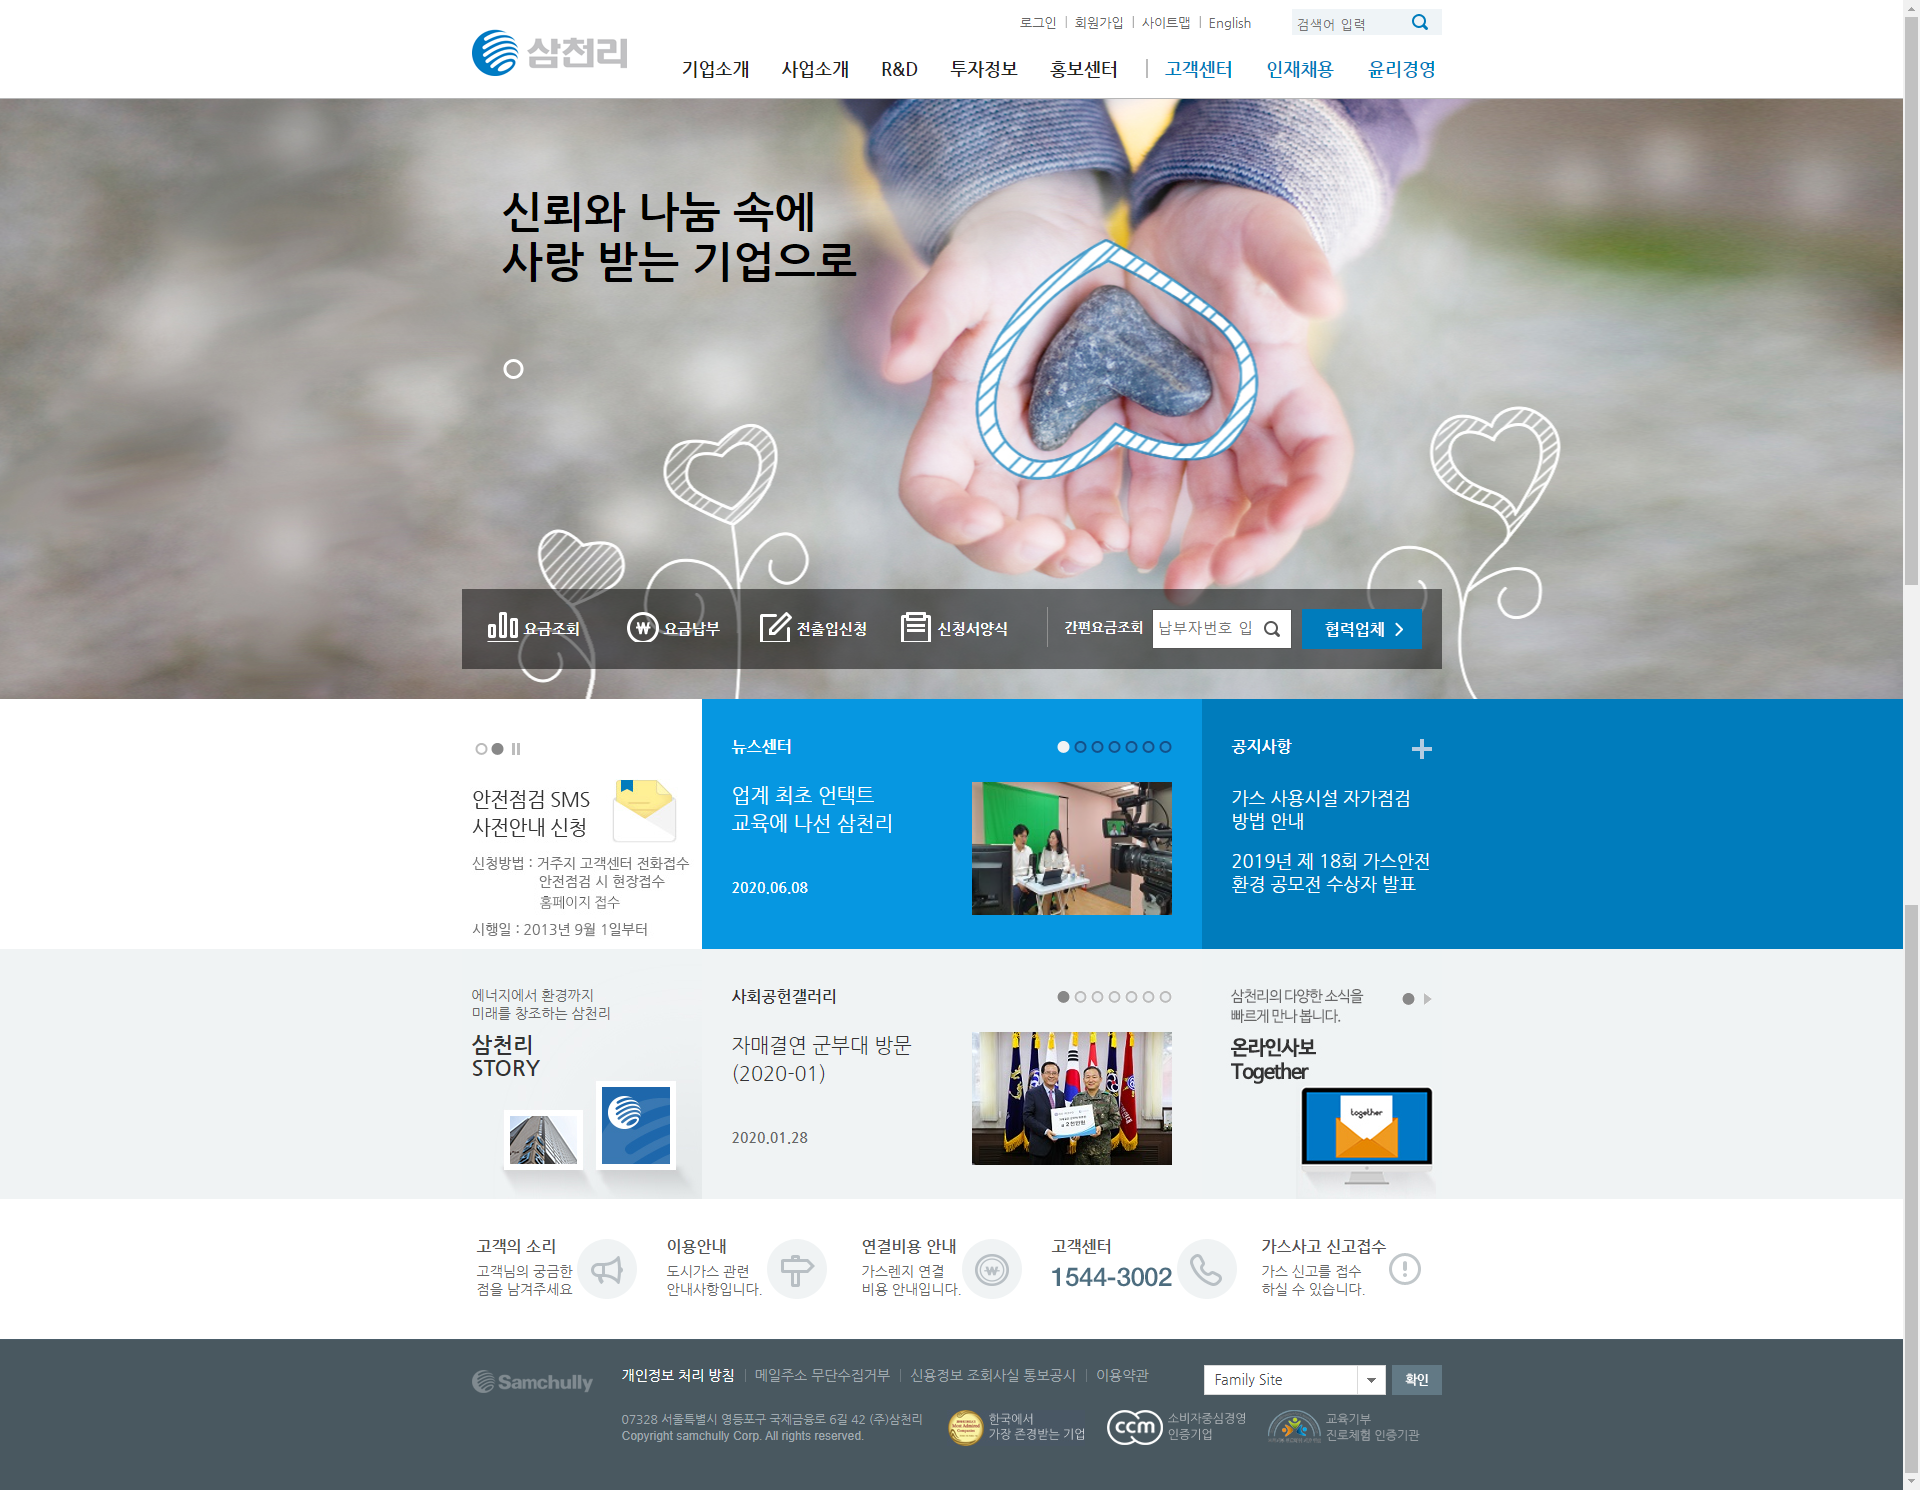 로그인
회원가입
사이트맵
English
검색어 입력
삼천리
기업소개
사업소개
R&D
투자정보
홍보센터
고객센터
인재채용
윤리경영
신뢰와 나눔 속에
사랑 받는 기업으로
요금조회
요금납부
전출입신청
신청서양식
간편요금조회
납부자번호 입
협력업체
안전점검 SMS
사전안내 신청
신청방법 : 거주지 고객센터 전화접수
안전점검 시 현장접수
홈페이지 접수
시행일 : 2013년 9월 1일부터
뉴스센터
업계 최초 언택트
교육에 나선 삼천리
2020.06.08
공지사항
가스 사용시설 자가점검
방법 안내
2019년 제 18회 가스안전
환경 공모전 수상자 발표
에너지에서 환경까지
미래를 창조하는 삼천리
삼천리
STORY
사회공헌갤러리
자매결연 군부대 방문
(2020-01)
2020.01.28
삼천리의 다양한 소식을
빠르게 만나 봅니다.
온라인사보
Together
together
고객의 소리
고객님의 궁금한
점을 남겨주세요
이용안내
도시가스 관련
안내사항입니다.
연결비용 안내
가스렌지 연결
비용 안내입니다.
고객센터
1544-3002
가스사고 신고접수
가스 신고를 접수
하실 수 있습니다.
Samchully
개인정보 처리 방침
메일주소 무단수집거부
신용정보 조회사실 통보공시
이용약관
Family Site
확인
07328 서울특별시 영등포구 국제금융로 6길 42 (주)삼천리
Copyright samchully Corp. All rights reserved.
한국에서
가장 존경받는 기업
ccm
소비자중심경영
인증기업
교육기부
진로체험 인증기관